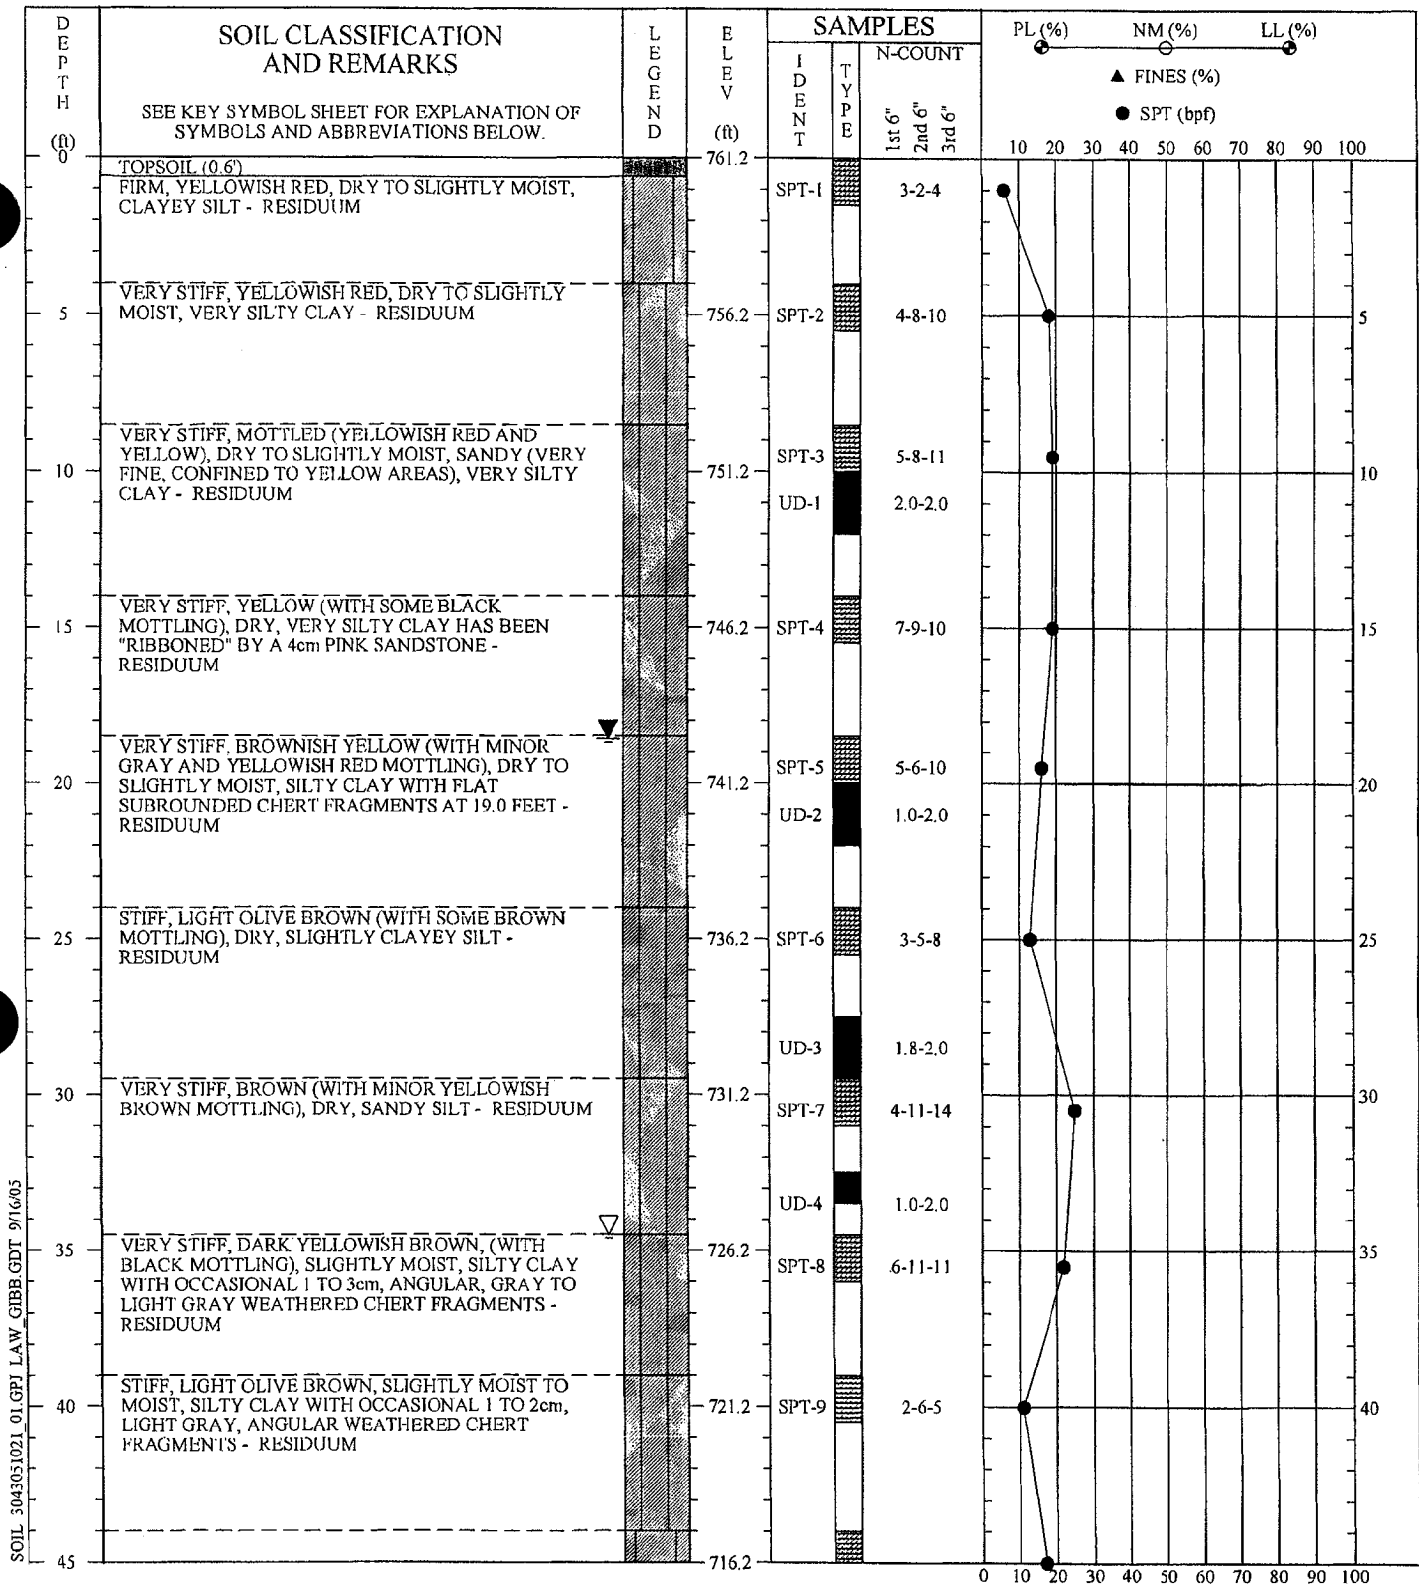 DEPTH (ft)
SOIL CLASSIFICATION
AND REMARKS
SEE KEY SYMBOL SHEET FOR EXPLANATION OF
SYMBOLS AND ABBREVIATIONS BELOW.
LEGEND
ELEV (ft)
SAMPLES
IDENT
TYPE
N-COUNT
1st 6"
2nd 6"
3rd 6"
PL (%) NM (%) LL (%)
▲ FINES (%)
● SPT (bpf)
10 20 30 40 50 60 70 80 90 100
0
TOPSOIL (0.6')
761.2
FIRM, YELLOWISH RED, DRY TO SLIGHTLY MOIST,
CLAYEY SILT - RESIDUUM
SPT-1 3-2-4
VERY STIFF, YELLOWISH RED, DRY TO SLIGHTLY
MOIST, VERY SILTY CLAY - RESIDUUM
5 756.2 SPT-2 4-8-10 5
VERY STIFF, MOTTLED (YELLOWISH RED AND
YELLOW), DRY TO SLIGHTLY MOIST, SANDY (VERY
FINE, CONFINED TO YELLOW AREAS), VERY SILTY
CLAY - RESIDUUM
SPT-3 5-8-11
10 751.2 10
UD-1 2.0-2.0
VERY STIFF, YELLOW (WITH SOME BLACK
MOTTLING), DRY, VERY SILTY CLAY HAS BEEN
"RIBBONED" BY A 4cm PINK SANDSTONE -
RESIDUUM
15 746.2 SPT-4 7-9-10 15
VERY STIFF, BROWNISH YELLOW (WITH MINOR
GRAY AND YELLOWISH RED MOTTLING), DRY TO
SLIGHTLY MOIST, SILTY CLAY WITH FLAT
SUBROUNDED CHERT FRAGMENTS AT 19.0 FEET -
RESIDUUM
SPT-5 5-6-10
20 741.2 20
UD-2 1.0-2.0
STIFF, LIGHT OLIVE BROWN (WITH SOME BROWN
MOTTLING), DRY, SLIGHTLY CLAYEY SILT -
RESIDUUM
25 736.2 SPT-6 3-5-8 25
UD-3 1.8-2.0
VERY STIFF, BROWN (WITH MINOR YELLOWISH
BROWN MOTTLING), DRY, SANDY SILT - RESIDUUM
30 731.2 30
SPT-7 4-11-14
UD-4 1.0-2.0
VERY STIFF, DARK YELLOWISH BROWN, (WITH
BLACK MOTTLING), SLIGHTLY MOIST, SILTY CLAY
WITH OCCASIONAL 1 TO 3cm, ANGULAR, GRAY TO
LIGHT GRAY WEATHERED CHERT FRAGMENTS -
RESIDUUM
35 726.2 35
SPT-8 6-11-11
STIFF, LIGHT OLIVE BROWN, SLIGHTLY MOIST TO
MOIST, SILTY CLAY WITH OCCASIONAL 1 TO 2cm,
LIGHT GRAY, ANGULAR WEATHERED CHERT
FRAGMENTS - RESIDUUM
40 721.2 SPT-9 2-6-5 40
45 716.2
0 10 20 30 40 50 60 70 80 90 100
SOIL 3043051021_01.GPJ LAW_GIBB.GDT 9/16/05